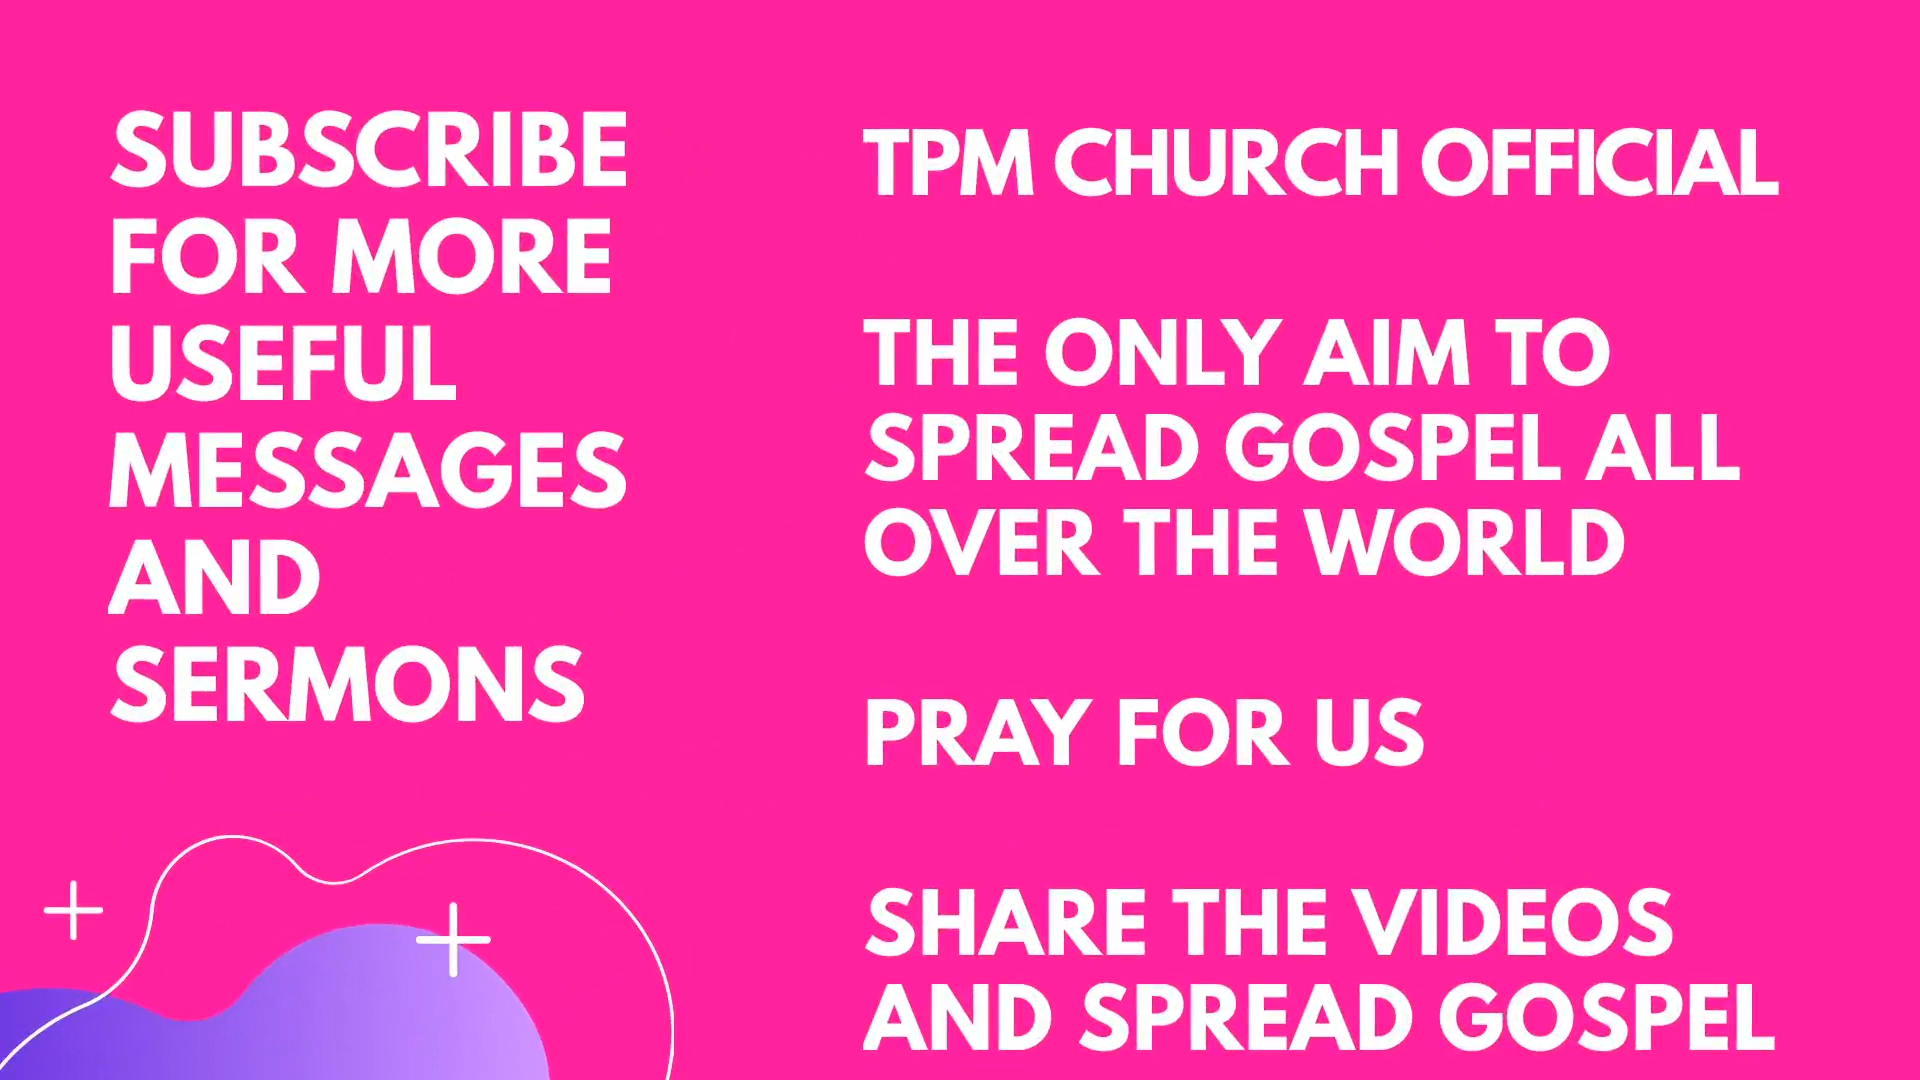 SUBSCRIBE
FOR MORE
USEFUL
MESSAGES
AND
SERMONS
TPM CHURCH OFFICIAL
THE ONLY AIM TO
SPREAD GOSPEL ALL
OVER THE WORLD
PRAY FOR US
SHARE THE VIDEOS
AND SPREAD GOSPEL